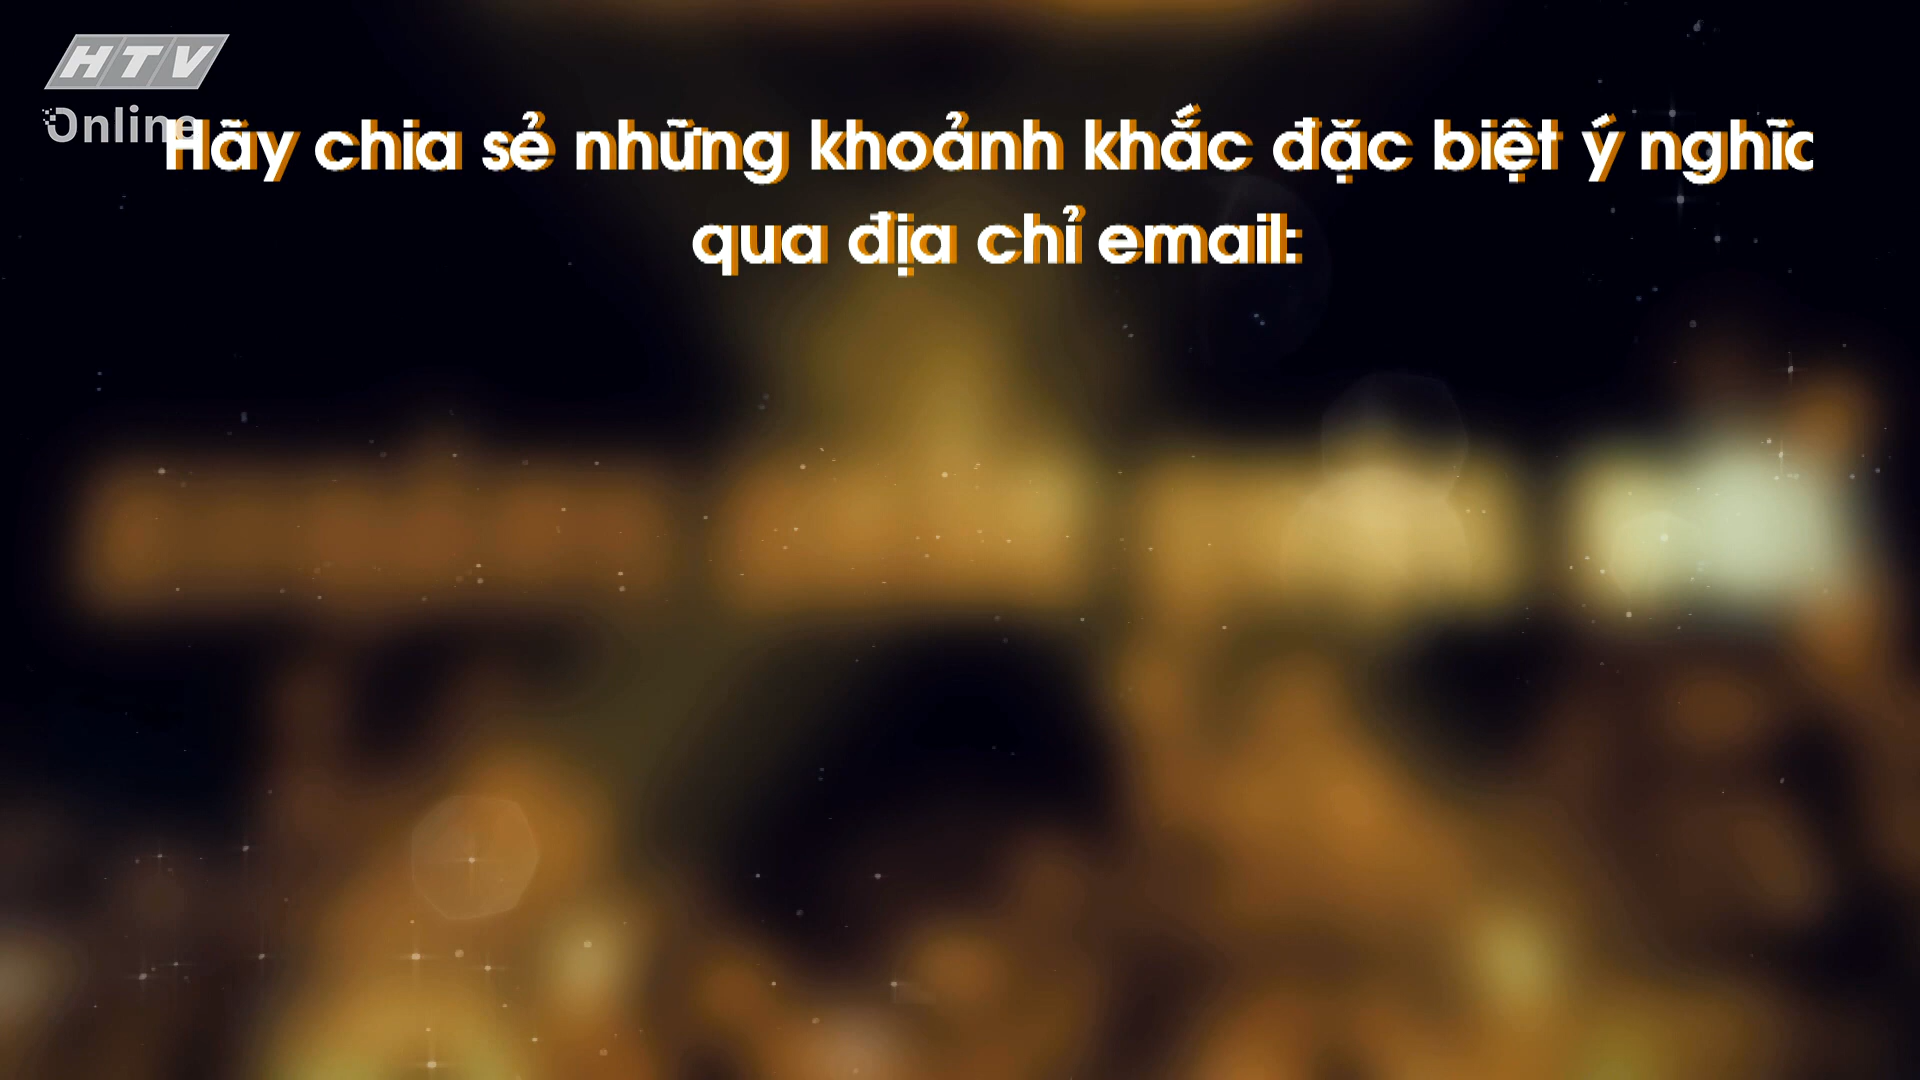 HTV
Online
Hãy chia sẻ những khoảnh khắc đặc biệt ý nghĩa
qua địa chỉ email: